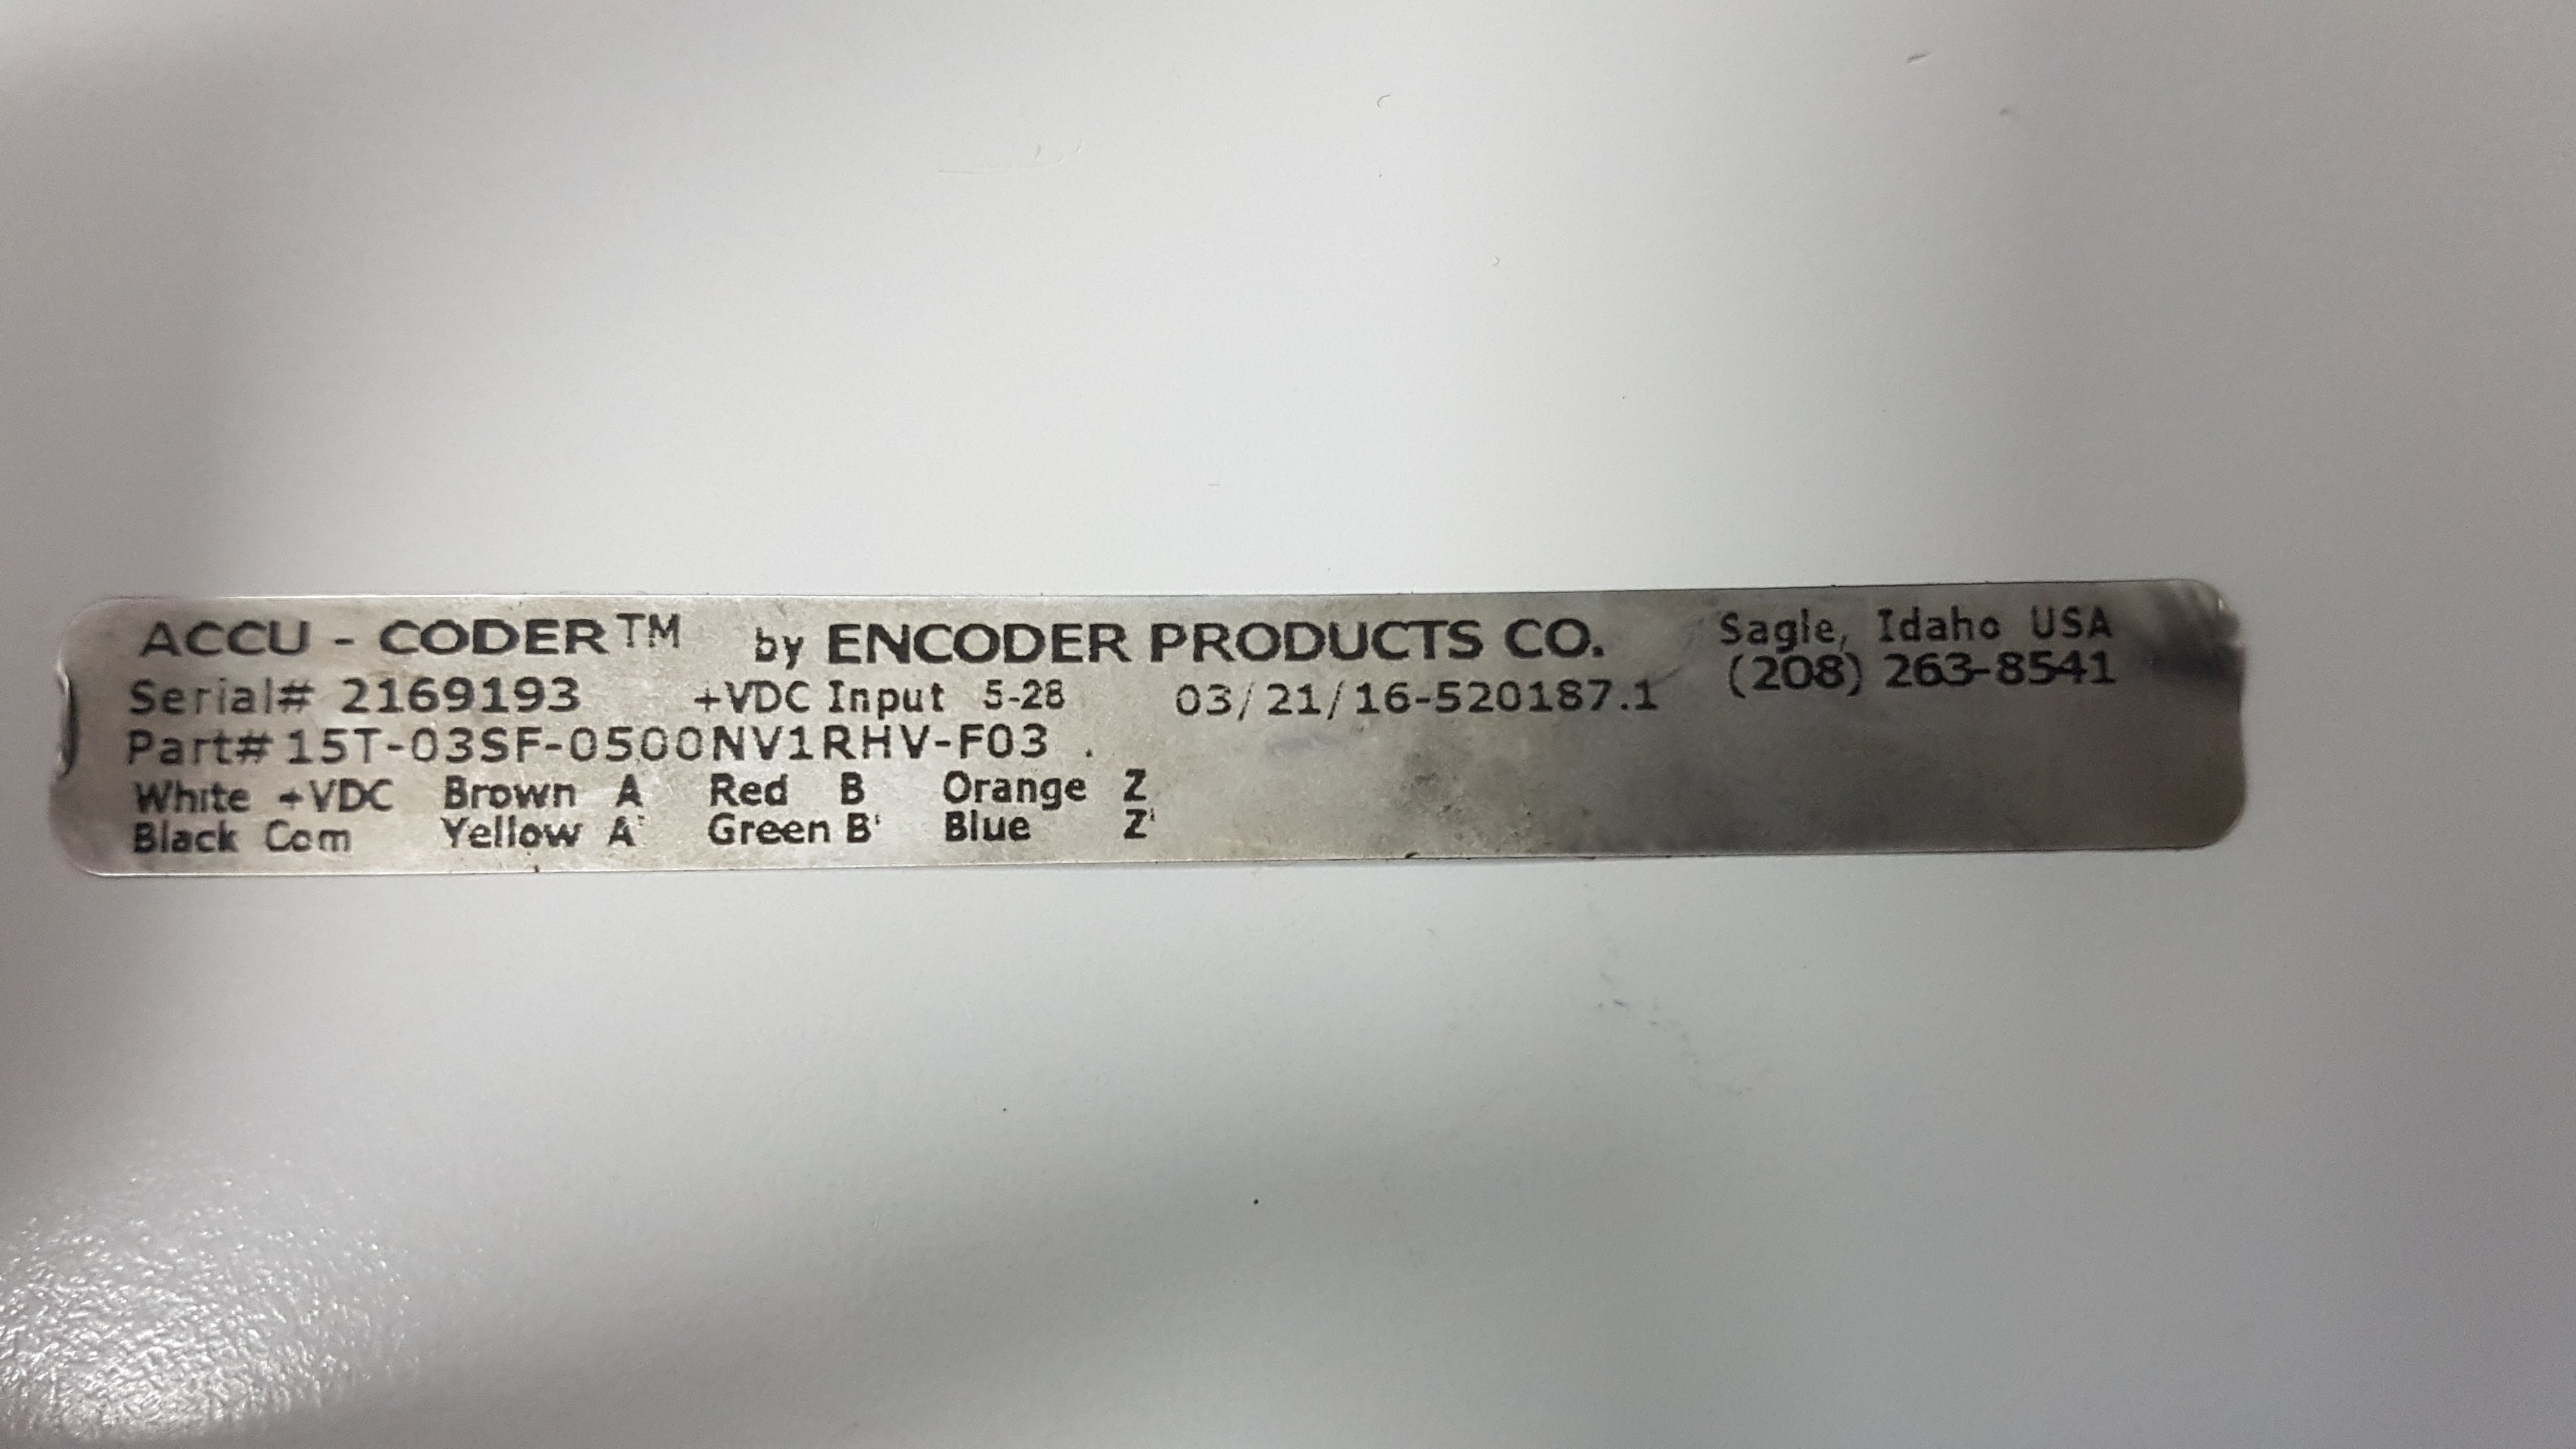 ACCU - CODER™ by ENCODER PRODUCTS CO. Sagle, Idaho USA
(208) 263-8541
Serial# 2169193 +VDC Input 5-28 03/21/16-520187.1
Part# 15T-03SF-0500NV1RHV-F03 .
White +VDC Brown A Red B Orange Z
Black Com Yellow A' Green B' Blue Z'